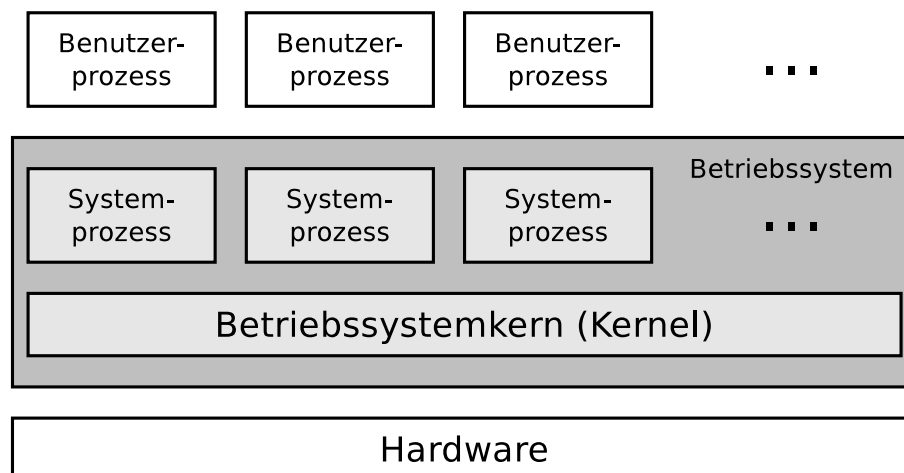 Benutzer-
prozess
Benutzer-
prozess
Benutzer-
prozess
...
Betriebssystem
System-
prozess
System-
prozess
System-
prozess
...
Betriebssystemkern (Kernel)
Hardware